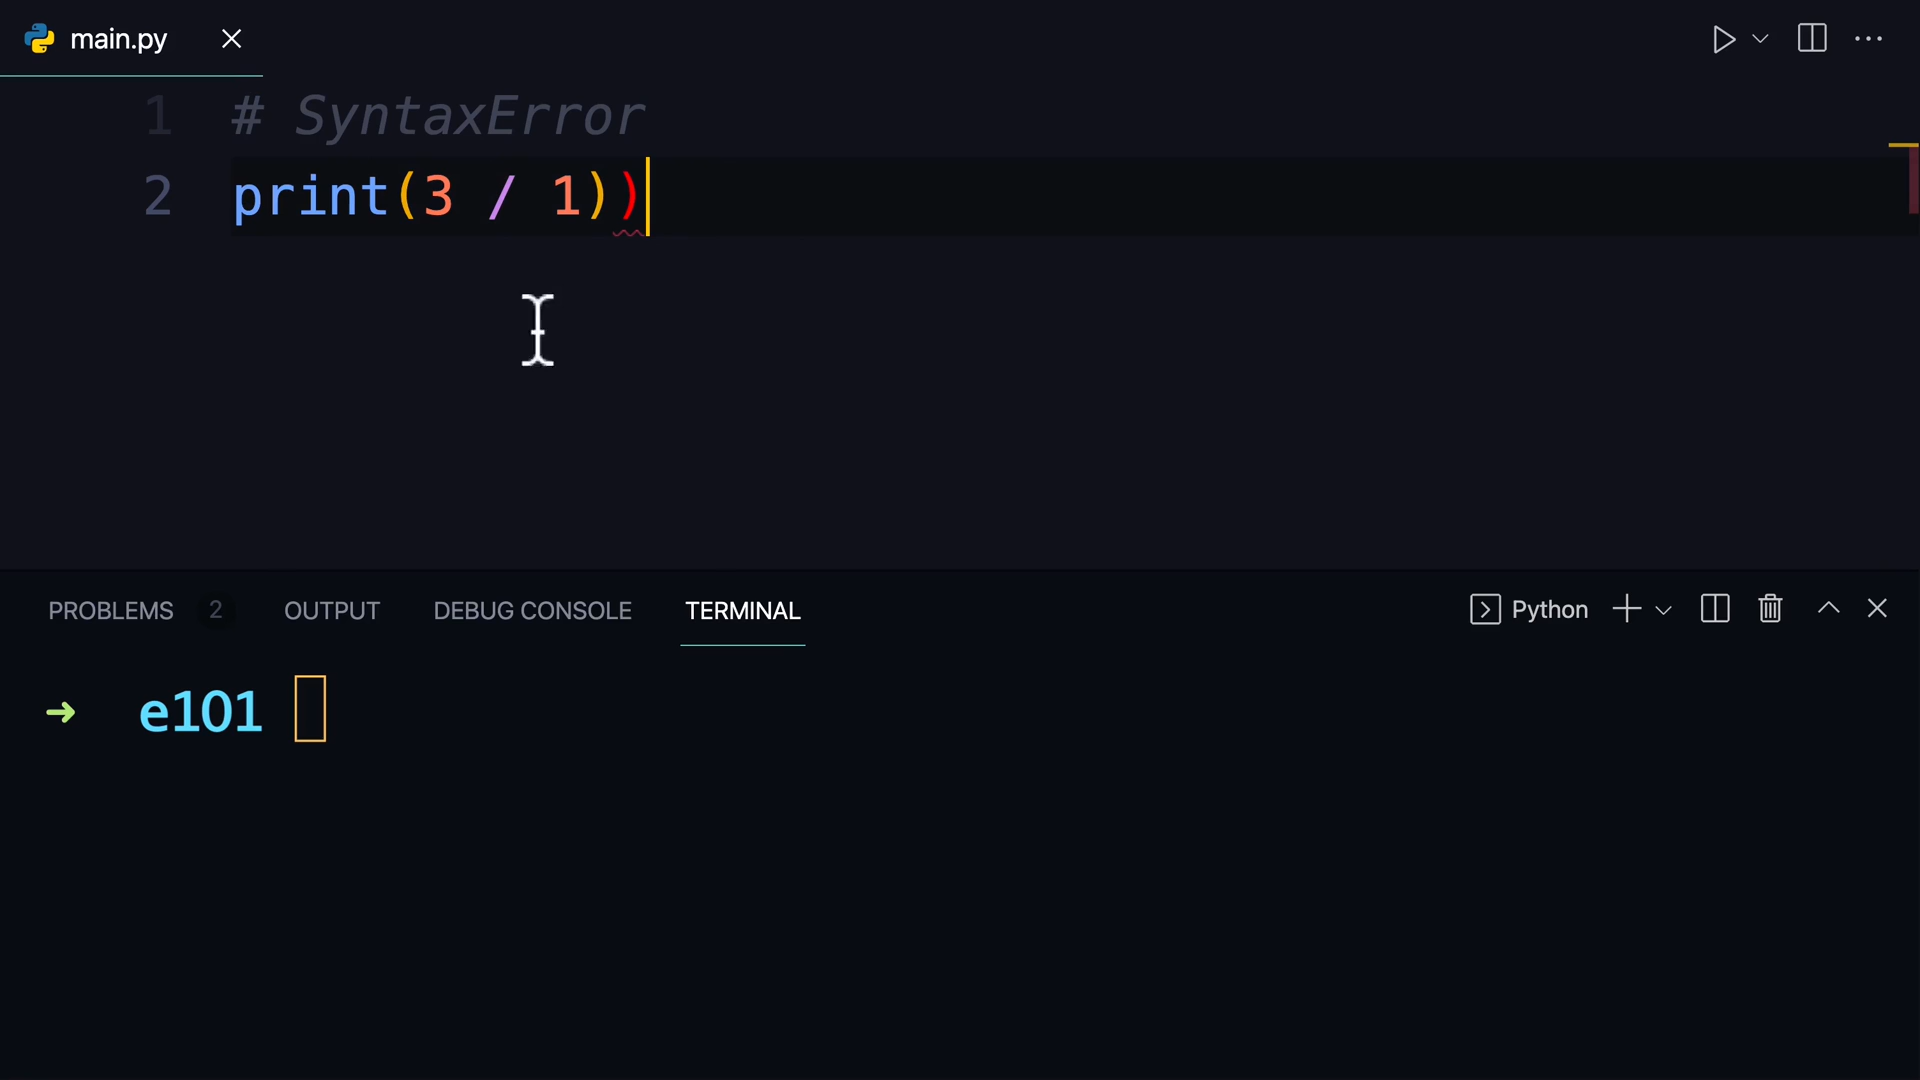 main.py
1 # SyntaxError
2 print(3 / 1))
PROBLEMS 2 OUTPUT DEBUG CONSOLE TERMINAL Python
➜ e101